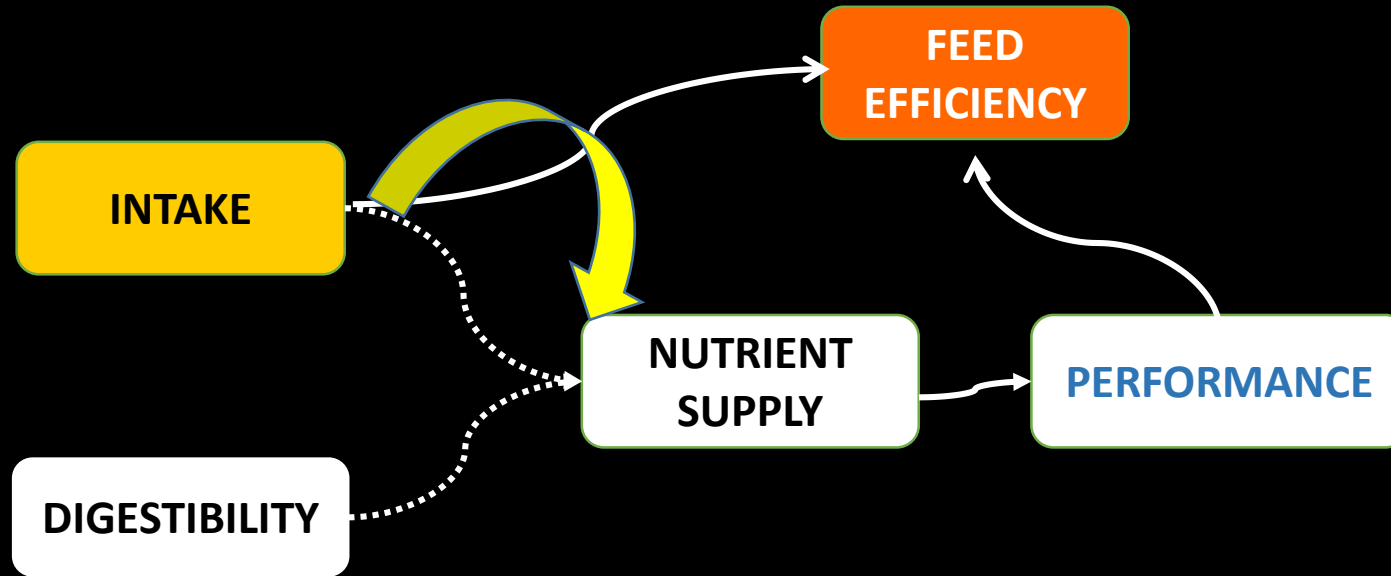 FEED
EFFICIENCY
INTAKE
NUTRIENT
SUPPLY
PERFORMANCE
DIGESTIBILITY